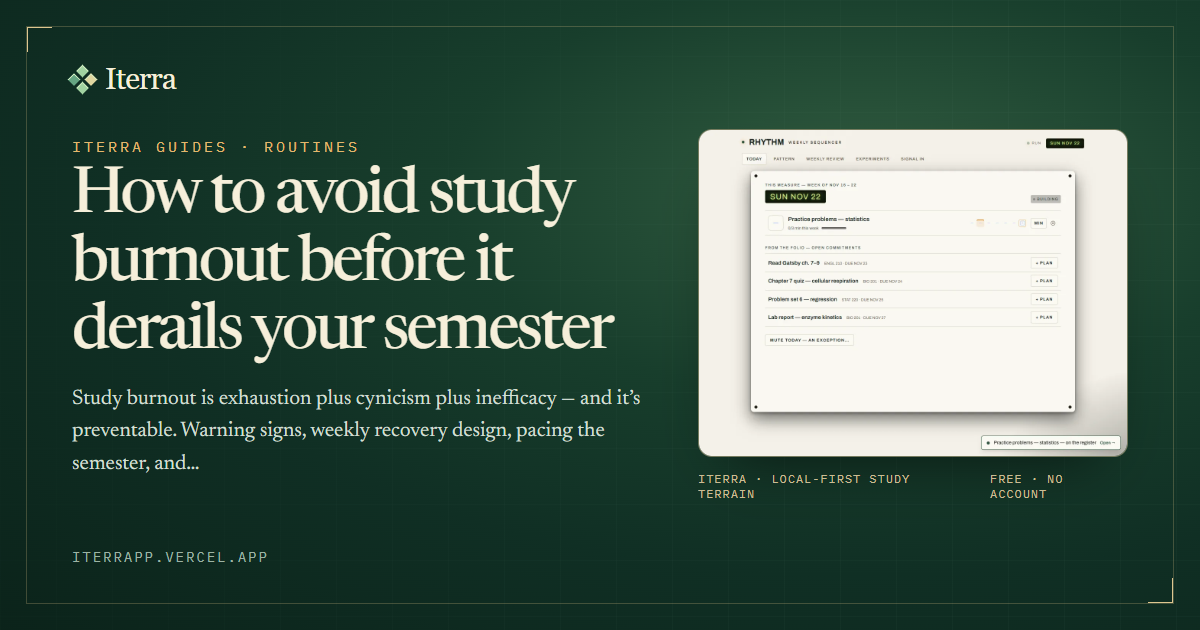 Iterra
ITERRA GUIDES · ROUTINES
How to avoid study
burnout before it
derails your semester
Study burnout is exhaustion plus cynicism plus inefficacy — and it's
preventable. Warning signs, weekly recovery design, pacing the
semester, and...
ITERRAPP.VERCEL.APP
RHYTHM WEEKLY SEQUENCER
SUN NOV 22
TODAY PATTERN WEEKLY REVIEW EXPERIMENTS SIGNAL IN
SUN NOV 22
Practice problems — statistics
MIN
FROM THE FOLIO — OPEN COMMITMENTS
Read Gatsby ch. 7–9
+ PLAN
Chapter 7 quiz — cellular respiration
+ PLAN
Problem set 6 — regression
+ PLAN
Lab report — enzyme kinetics
+ PLAN
MUTE TODAY — AN EXCEPTION...
Practice problems — statistics — on the register Open
ITERRA · LOCAL-FIRST STUDY
TERRAIN
FREE · NO
ACCOUNT